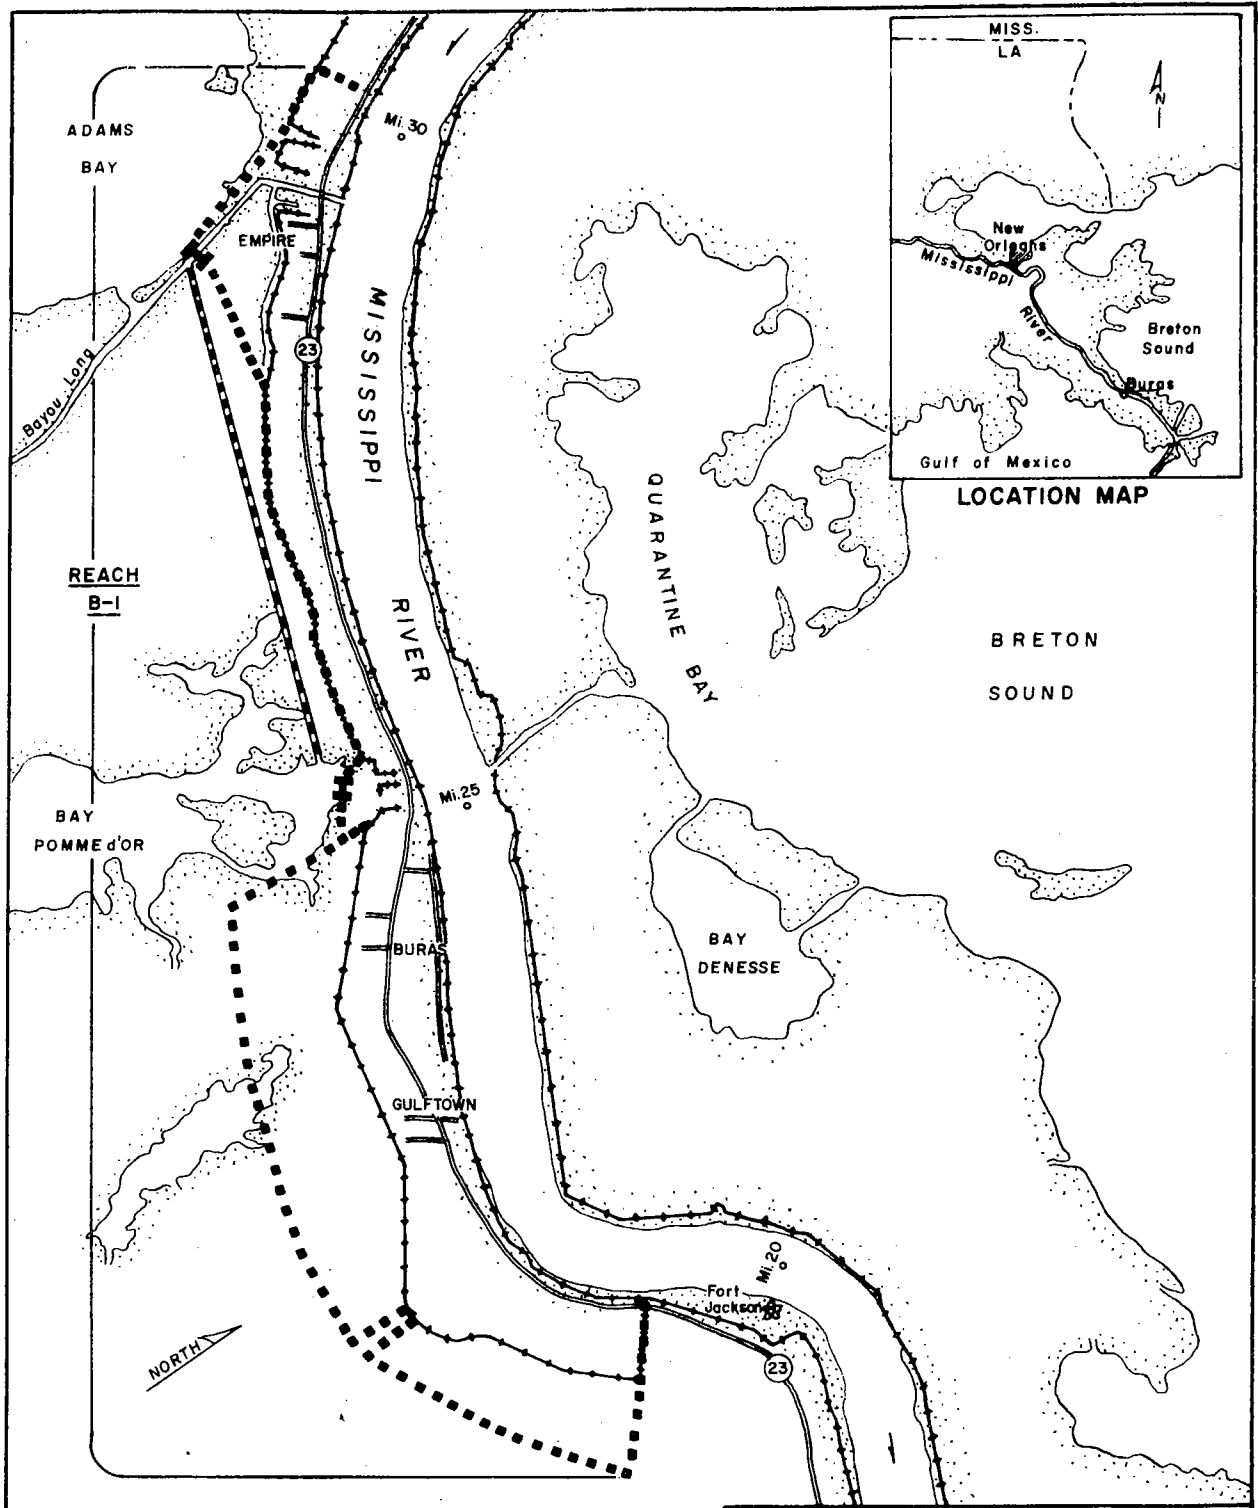 MISS.
LA
N
New
Orleans
Mississippi
River
Breton
Sound
Buras
Gulf of Mexico
LOCATION MAP
ADAMS
BAY
Mi. 30
EMPIRE
MISSISSIPPI
23
Bayou Long
QUARANTINE BAY
REACH
B-1
RIVER
BRETON
SOUND
Mi. 25
BAY
POMME d'OR
BURAS
BAY
DENESSE
GULFTOWN
Mi. 20
Fort
Jackson
NORTH
23